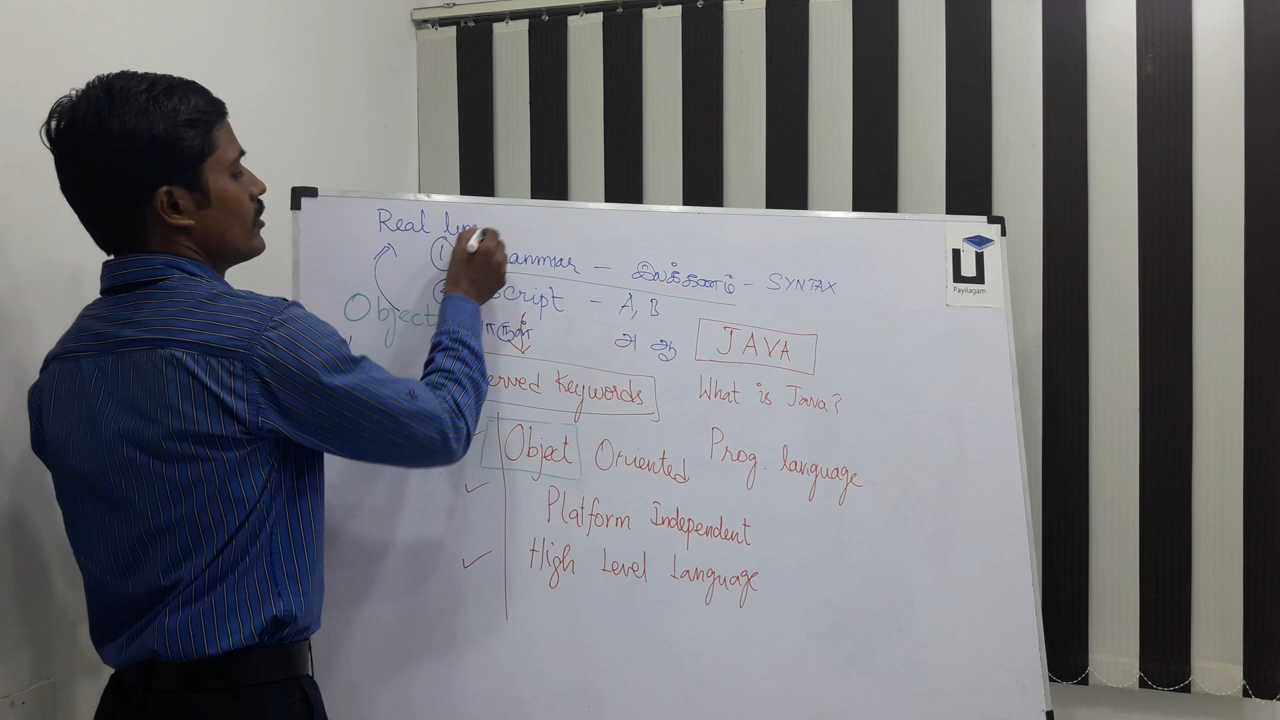 Real
① Grammar – இலக்கணம் - SYNTAX
Script – A, B
Object
அ ஆ
JAVA
Keywords
What is Java?
Object Oriented Prog. language
Platform Independent
High Level Language
Payilagam